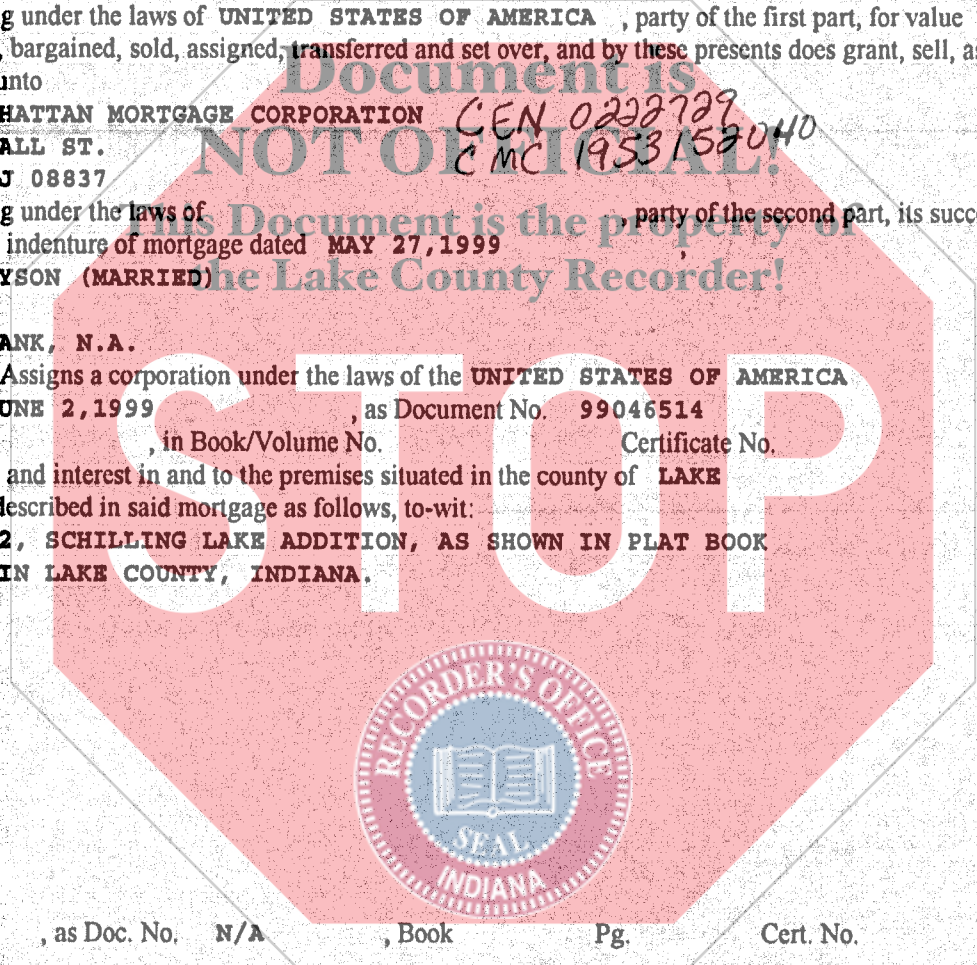 g under the laws of UNITED STATES OF AMERICA , party of the first part, for value
bargained, sold, assigned, transferred and set over, and by these presents does grant, sell, a
unto
Document is
HATTAN MORTGAGE CORPORATION CEN 0222729
ALL ST. CMC 1953152040
NOT OFFICIAL!
J 08837
g under the laws of , party of the second part, its succ
This Document is the property of
indenture of mortgage dated MAY 27,1999 ,
YSON (MARRIED)
the Lake County Recorder!
ANK, N.A.
Assigns a corporation under the laws of the UNITED STATES OF AMERICA
UNE 2,1999 , as Document No. 99046514
, in Book/Volume No. Certificate No.
and interest in and to the premises situated in the county of LAKE
described in said mortgage as follows, to-wit:
STOP
2, SCHILLING LAKE ADDITION, AS SHOWN IN PLAT BOOK
IN LAKE COUNTY, INDIANA.
RECORDER'S OFFICE
SEAL
INDIANA
, as Doc. No. N/A , Book Pg. Cert. No.